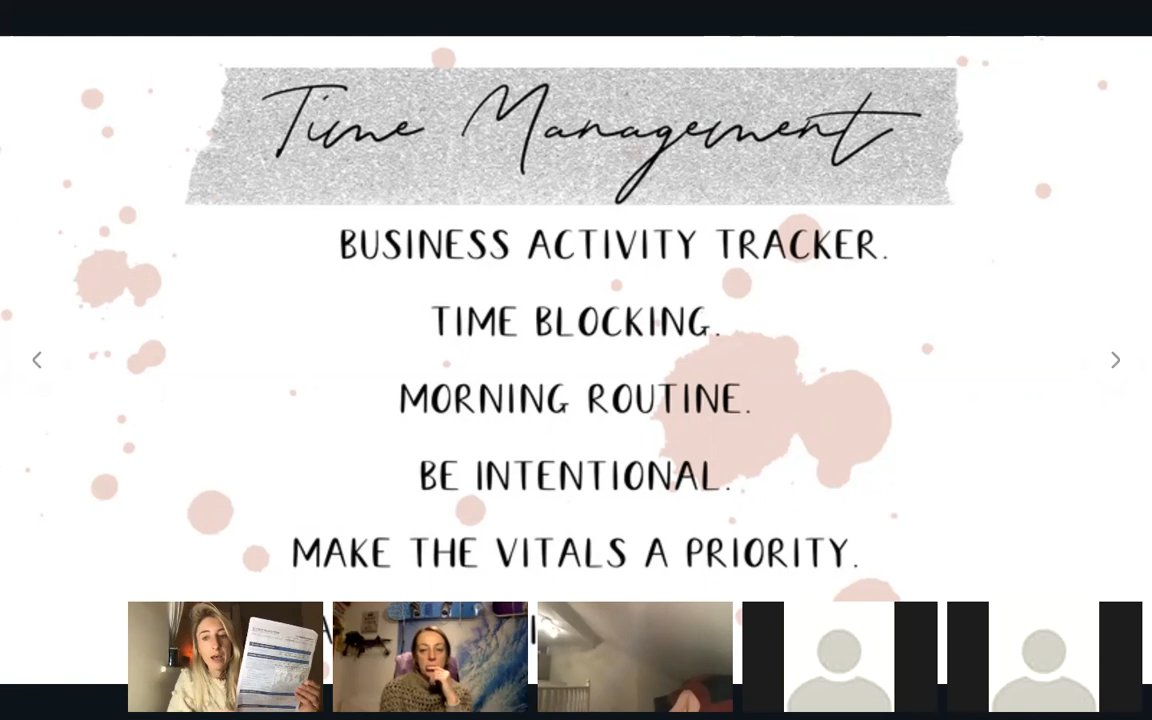 Time Management
BUSINESS ACTIVITY TRACKER.
TIME BLOCKING.
MORNING ROUTINE.
BE INTENTIONAL.
MAKE THE VITALS A PRIORITY.